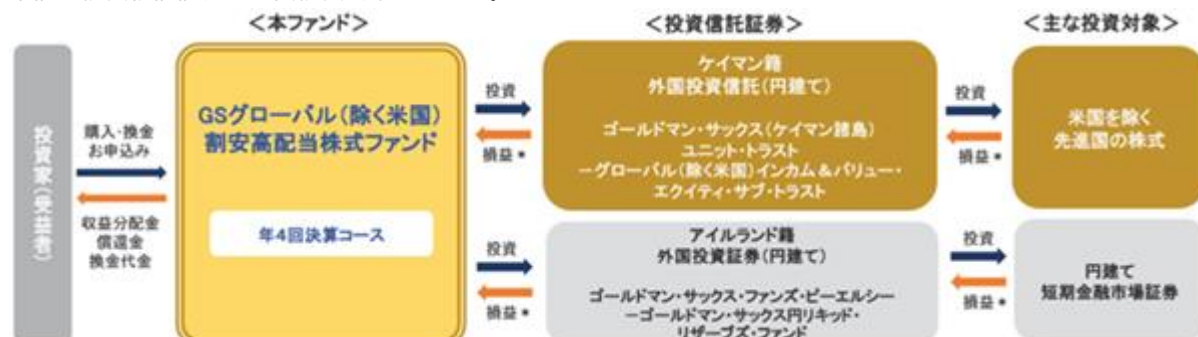 ＜本ファンド＞
＜投資信託証券＞
＜主な投資対象＞
投資家(受益者)
購入・換金
お申込み
収益分配金
償還金
換金代金
GSグローバル(除く米国)
割安高配当株式ファンド
年4回決算コース
投資
損益＊
ケイマン籍
外国投資信託(円建て)
ゴールドマン・サックス(ケイマン諸島)
ユニット・トラスト
－グローバル(除く米国)インカム＆バリュー・
エクイティ・サブ・トラスト
投資
損益＊
米国を除く
先進国の株式
投資
損益＊
アイルランド籍
外国投資証券(円建て)
ゴールドマン・サックス・ファンズ・ピーエルシー
－ゴールドマン・サックス円リキッド・
リザーブズ・ファンド
投資
損益＊
円建て
短期金融市場証券